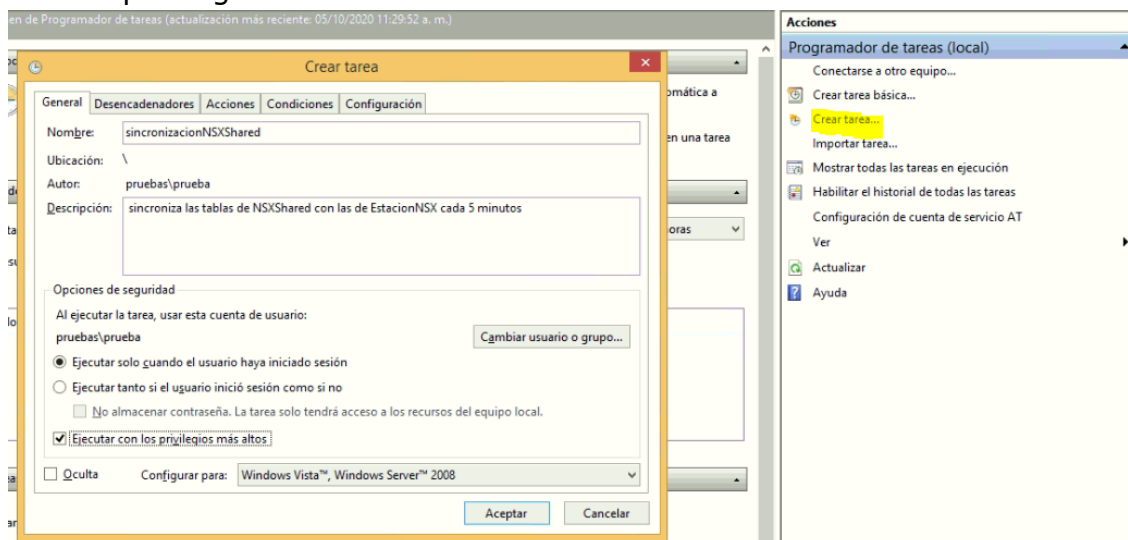 en de Programador de tareas (actualización más reciente: 05/10/2020 11:29:52 a. m.)
Crear tarea
General Desencadenadores Acciones Condiciones Configuración
Nombre: sincronizacionNSXShared
Ubicación: \
Autor: pruebas\prueba
Descripción: sincroniza las tablas de NSXShared con las de EstacionNSX cada 5 minutos
Opciones de seguridad
Al ejecutar la tarea, usar esta cuenta de usuario:
pruebas\prueba Cambiar usuario o grupo...
Ejecutar solo cuando el usuario haya iniciado sesión
Ejecutar tanto si el usuario inició sesión como si no
No almacenar contraseña. La tarea solo tendrá acceso a los recursos del equipo local.
Ejecutar con los privilegios más altos
Oculta Configurar para: Windows Vista™, Windows Server™ 2008
Aceptar Cancelar
omática a
en una tarea
oras
Acciones
Programador de tareas (local)
Conectarse a otro equipo...
Crear tarea básica...
Crear tarea...
Importar tarea...
Mostrar todas las tareas en ejecución
Habilitar el historial de todas las tareas
Configuración de cuenta de servicio AT
Ver
Actualizar
Ayuda